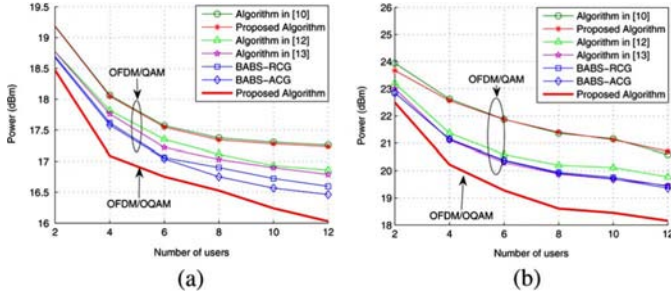 19.5
19
18.5
18
17.5
17
16.5
16
Power (dBm)
2
4
6
8
10
12
Number of users
OFDM/QAM
OFDM/OQAM
Algorithm in [10]
Proposed Algorithm
Algorithm in [12]
Algorithm in [13]
BABS-RCG
BABS-ACG
Proposed Algorithm
(a)
26
25
24
23
22
21
20
19
18
Power (dBm)
2
4
6
8
10
12
Number of users
OFDM/QAM
OFDM/OQAM
Algorithm in [10]
Proposed Algorithm
Algorithm in [12]
Algorithm in [13]
BABS-RCG
BABS-ACG
Proposed Algorithm
(b)